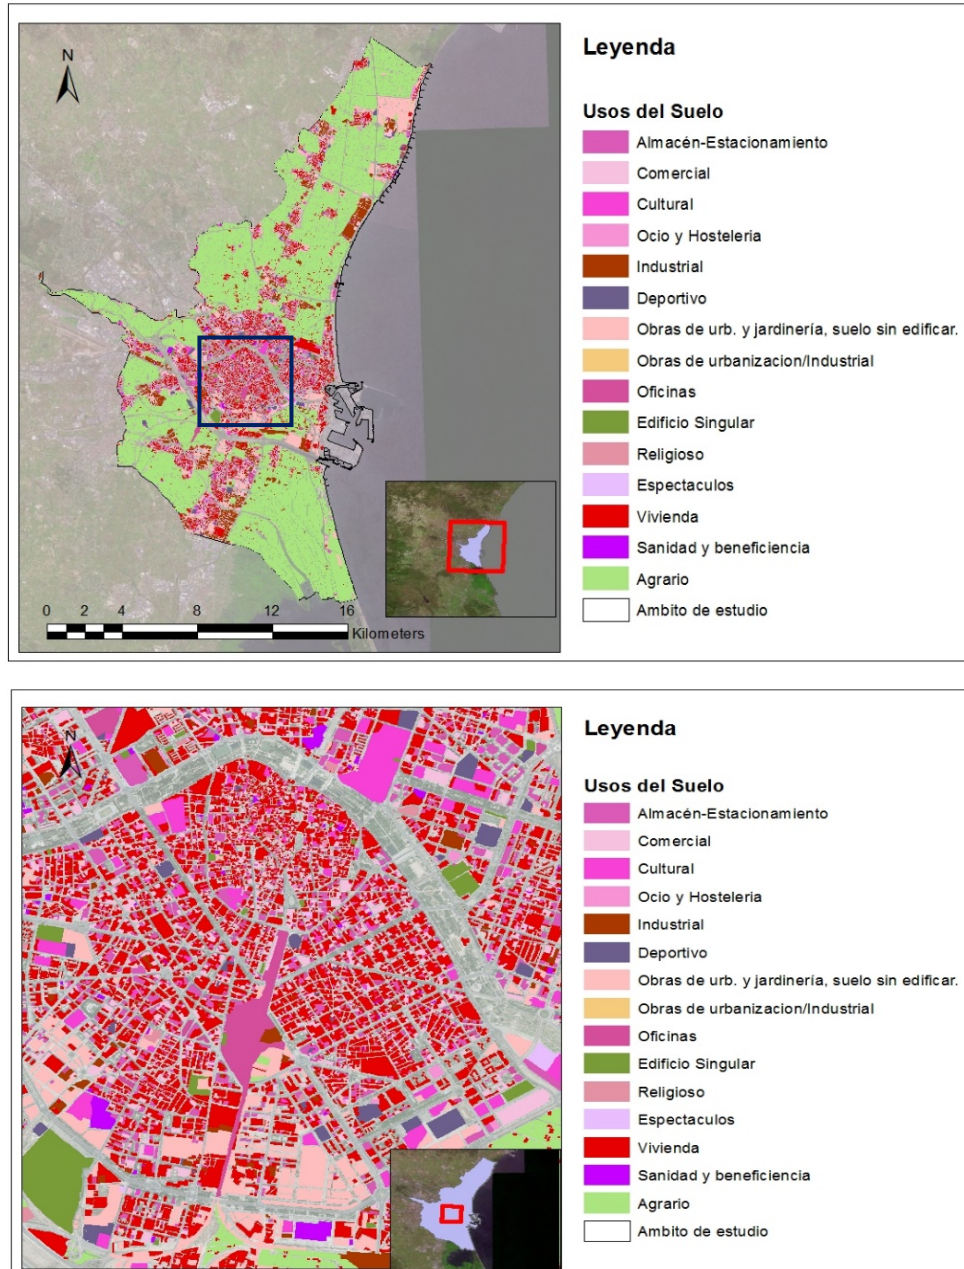 Leyenda
N
Usos del Suelo
Almacén-Estacionamiento
Comercial
Cultural
Ocio y Hosteleria
Industrial
Deportivo
Obras de urb. y jardinería, suelo sin edificar.
Obras de urbanizacion/Industrial
Oficinas
Edificio Singular
Religioso
Espectaculos
Vivienda
Sanidad y beneficiencia
Agrario
Ambito de estudio
0 2 4 8 12 16
Kilometers
Leyenda
N
Usos del Suelo
Almacén-Estacionamiento
Comercial
Cultural
Ocio y Hosteleria
Industrial
Deportivo
Obras de urb. y jardinería, suelo sin edificar.
Obras de urbanizacion/Industrial
Oficinas
Edificio Singular
Religioso
Espectaculos
Vivienda
Sanidad y beneficiencia
Agrario
Ambito de estudio